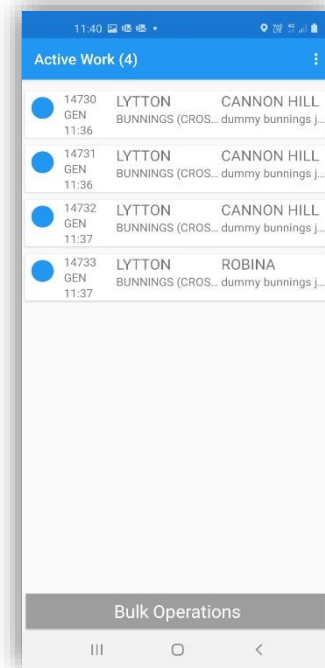 11:40
Active Work (4)
14730 LYTTON CANNON HILL
GEN BUNNINGS (CROS... dummy bunnings j...
11:36
14731 LYTTON CANNON HILL
GEN BUNNINGS (CROS... dummy bunnings j...
11:36
14732 LYTTON CANNON HILL
GEN BUNNINGS (CROS... dummy bunnings j...
11:37
14733 LYTTON ROBINA
GEN BUNNINGS (CROS... dummy bunnings j...
11:37
Bulk Operations